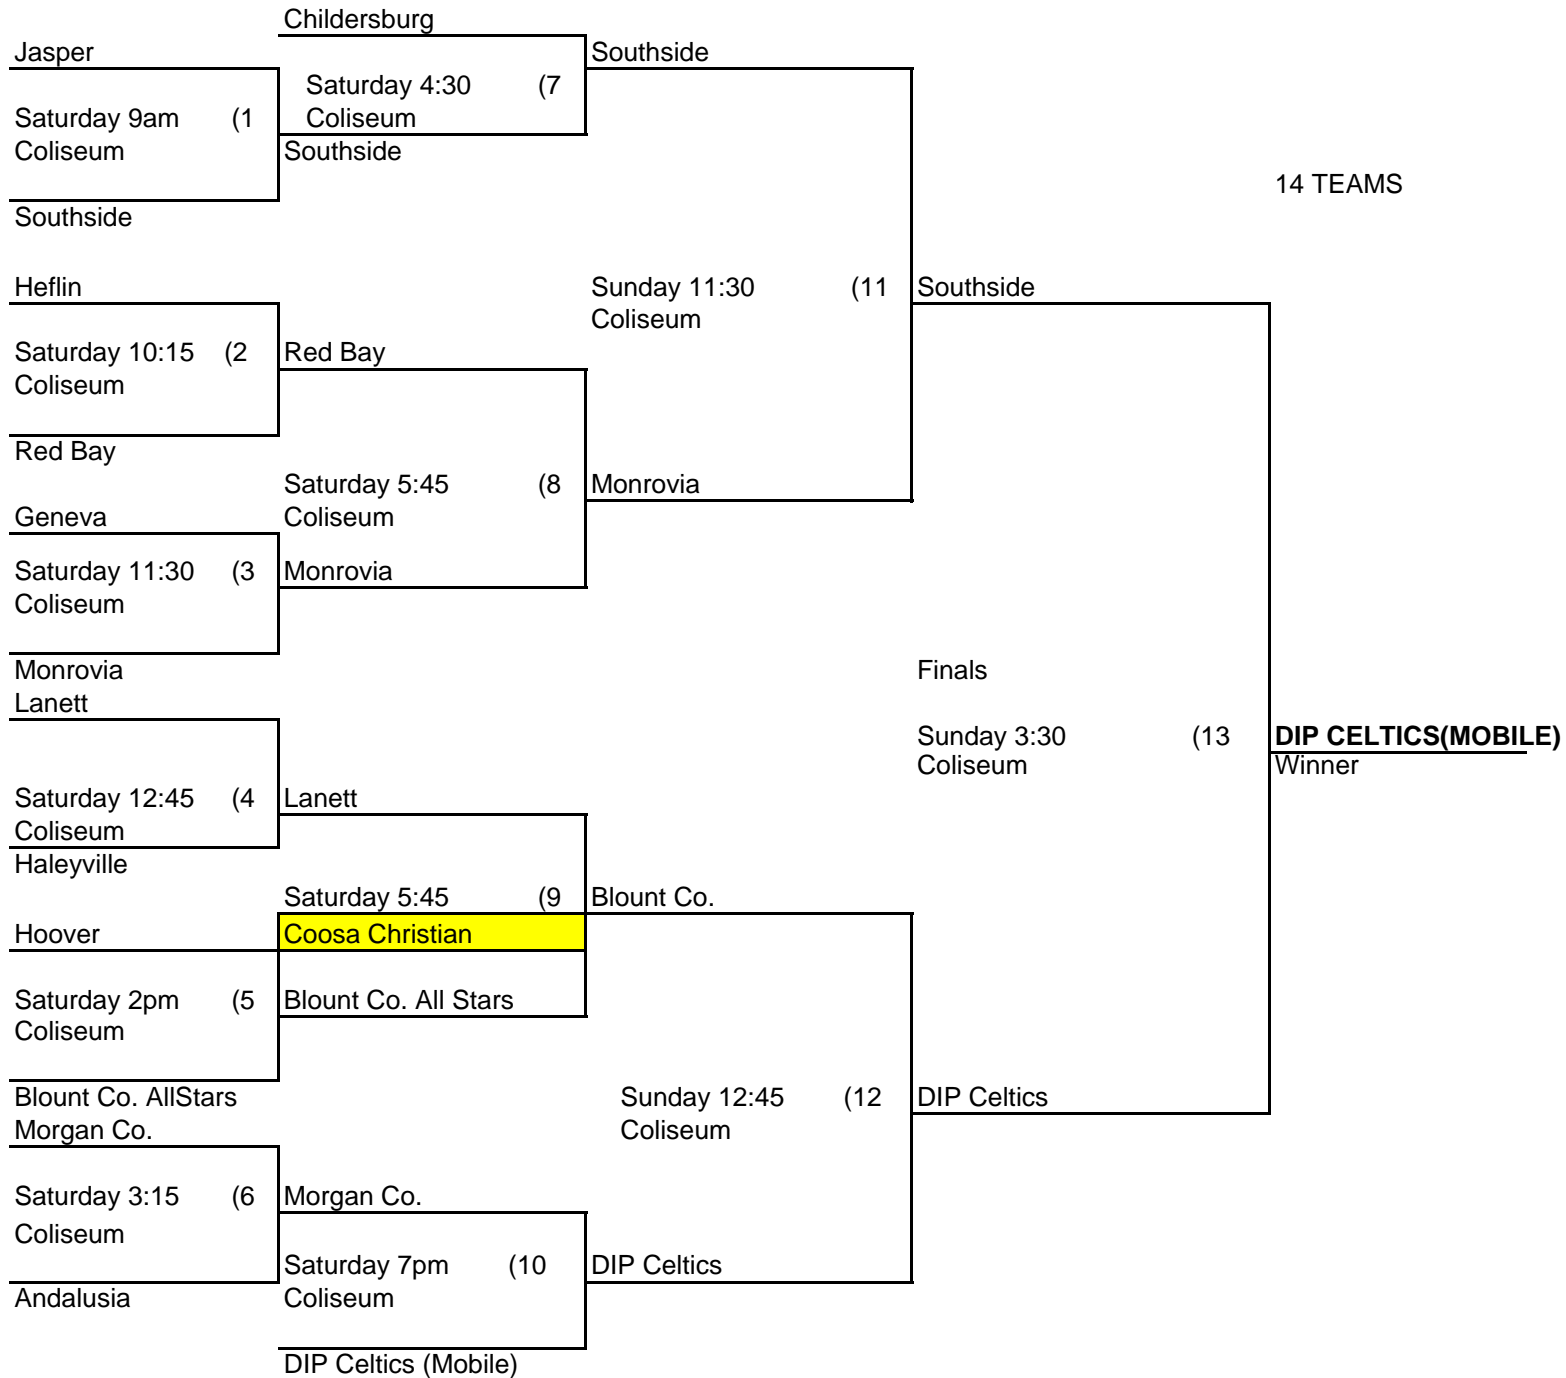 Childersburg
Jasper
Southside
Saturday 4:30 (7
Saturday 9am (1
Coliseum
Coliseum
Southside
14 TEAMS
Southside
Heflin
Sunday 11:30 (11
Southside
Coliseum
Saturday 10:15 (2
Red Bay
Coliseum
Red Bay
Saturday 5:45 (8
Monrovia
Geneva
Coliseum
Saturday 11:30 (3
Monrovia
Coliseum
Monrovia
Finals
Lanett
Sunday 3:30 (13
DIP CELTICS(MOBILE)
Coliseum
Winner
Saturday 12:45 (4
Lanett
Coliseum
Haleyville
Saturday 5:45 (9
Blount Co.
Hoover
Coosa Christian
Saturday 2pm (5
Blount Co. All Stars
Coliseum
Blount Co. AllStars
Sunday 12:45 (12
DIP Celtics
Morgan Co.
Coliseum
Saturday 3:15 (6
Morgan Co.
Coliseum
Saturday 7pm (10
DIP Celtics
Andalusia
Coliseum
DIP Celtics (Mobile)